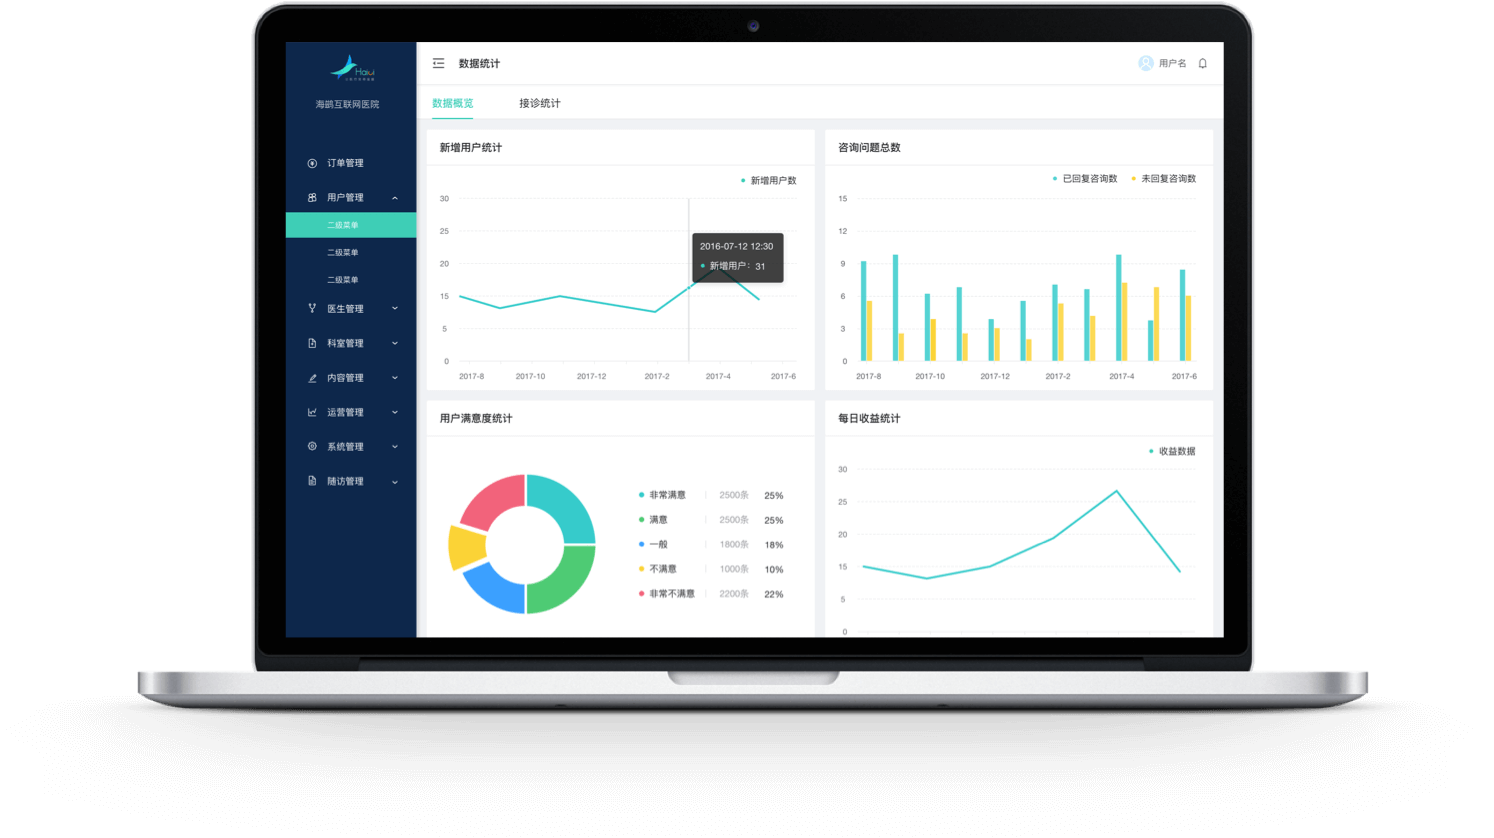 Haiui
海鹍互联网医院
订单管理
用户管理
二级菜单
二级菜单
二级菜单
医生管理
科室管理
内容管理
运营管理
系统管理
随访管理
数据统计
用户名
数据概览 接诊统计
新增用户统计
新增用户数
30
25
20
15
5
0
2017-8 2017-10 2017-12 2017-2 2017-4 2017-6
2016-07-12 12:30
新增用户：31
咨询问题总数
已回复咨询数 未回复咨询数
15
12
9
6
3
0
2017-8 2017-10 2017-12 2017-2 2017-4 2017-6
用户满意度统计
非常满意 2500条 25%
满意 2500条 25%
一般 1800条 18%
不满意 1000条 10%
非常不满意 2200条 22%
每日收益统计
收益数据
30
25
20
15
5
0